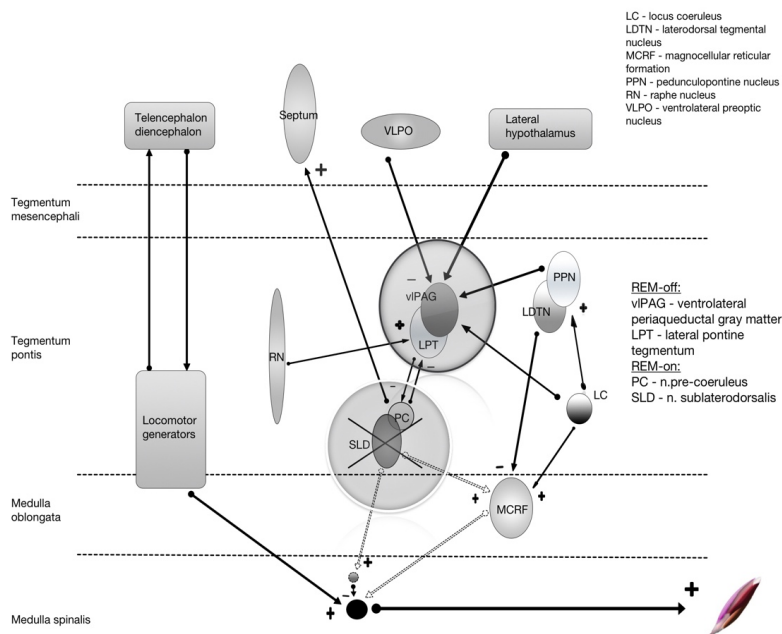 LC - locus coeruleus
LDTN - laterodorsal tegmental
nucleus
MCRF - magnocellular reticular
formation
PPN - pedunculopontine nucleus
RN - raphe nucleus
VLPO - ventrolateral preoptic
nucleus
Telencephalon
diencephalon
Septum
+
VLPO
Lateral
hypothalamus
Tegmentum
mesencephali
Tegmentum
pontis
−
vlPAG
+
LPT
RN
PPN
+
LDTN
LC
−
−
PC
SLD
REM-off:
vlPAG - ventrolateral
periaqueductal gray matter
LPT - lateral pontine
tegmentum
REM-on:
PC - n.pre-coeruleus
SLD - n. sublaterodorsalis
Locomotor
generators
Medulla
oblongata
−
+
MCRF
+
+
−
+
+
Medulla spinalis